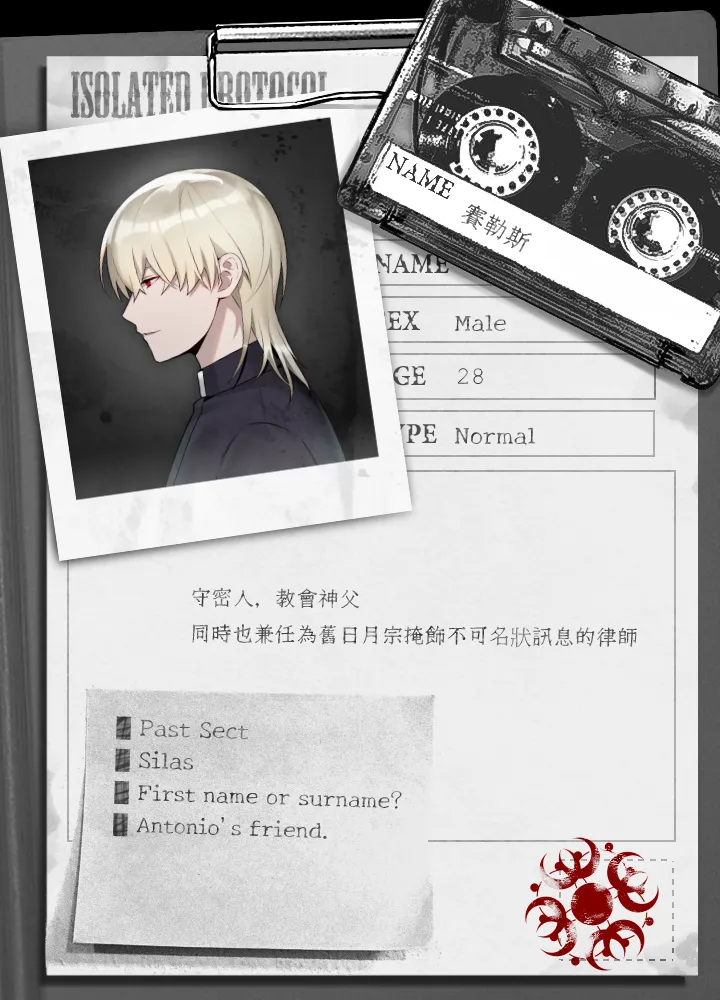 ISOLATED PROTOCOL
NAME
賽勒斯
NAME
EX Male
GE 28
YPE Normal
守密人，教會神父
同時也兼任為舊日月宗掩飾不可名狀訊息的律師
Past Sect
Silas
First name or surname?
Antonio's friend.